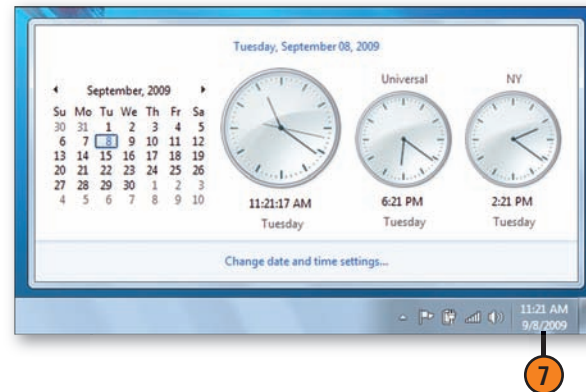 Tuesday, September 08, 2009
September, 2009
Su Mo Tu We Th Fr Sa
30 31 1 2 3 4 5
6 7 8 9 10 11 12
13 14 15 16 17 18 19
20 21 22 23 24 25 26
27 28 29 30 1 2 3
4 5 6 7 8 9 10
11:21:17 AM
Tuesday
Universal
6:21 PM
Tuesday
NY
2:21 PM
Tuesday
Change date and time settings...
11:21 AM
9/8/2009
7